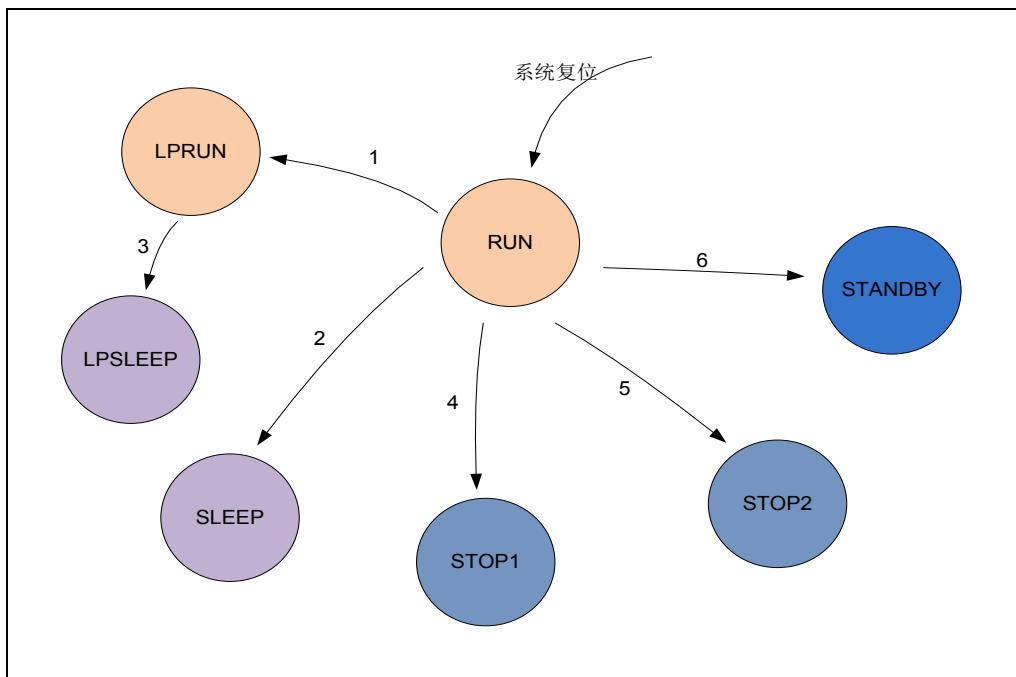 系统复位
LPRUN
1
RUN
3
6
STANDBY
LPSLEEP
2
4
5
SLEEP
STOP1
STOP2